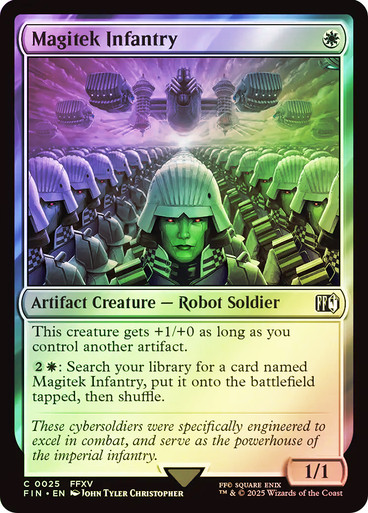 Magitek Infantry
Artifact Creature — Robot Soldier
FFXV
This creature gets +1/+0 as long as you
control another artifact.
2 : Search your library for a card named
Magitek Infantry, put it onto the battlefield
tapped, then shuffle.
These cybersoldiers were specifically engineered to
excel in combat, and serve as the powerhouse of
the imperial infantry.
1/1
C 0025 FFXV
FIN • EN John Tyler Christopher
FF© SQUARE ENIX
™ & © 2025 Wizards of the Coast